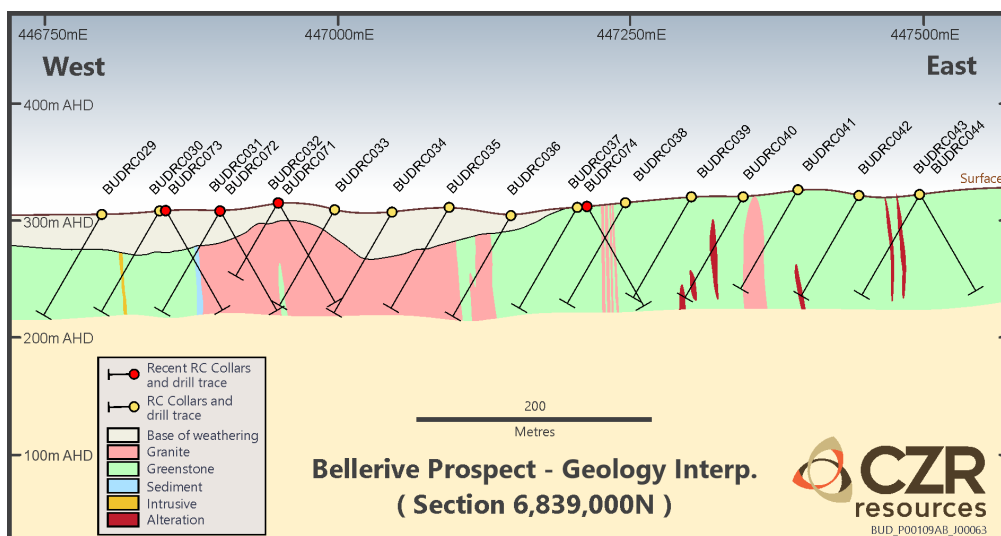 446750mE 447000mE 447250mE 447500mE
West East
400m AHD
BUDRC029
BUDRC030
BUDRC073
BUDRC031
BUDRC072
BUDRC032
BUDRC071
BUDRC033
BUDRC034
BUDRC035
BUDRC036
BUDRC037
BUDRC074
BUDRC038
BUDRC039
BUDRC040
BUDRC041
BUDRC042
BUDRC043
BUDRC044
Surface
300m AHD
200m AHD
100m AHD
Recent RC Collars
and drill trace
RC Collars and
drill trace
Base of weathering
Granite
Greenstone
Sediment
Intrusive
Alteration
200
Metres
Bellerive Prospect - Geology Interp.
( Section 6,839,000N )
CZR
resources
BUD_P00109AB_J00063